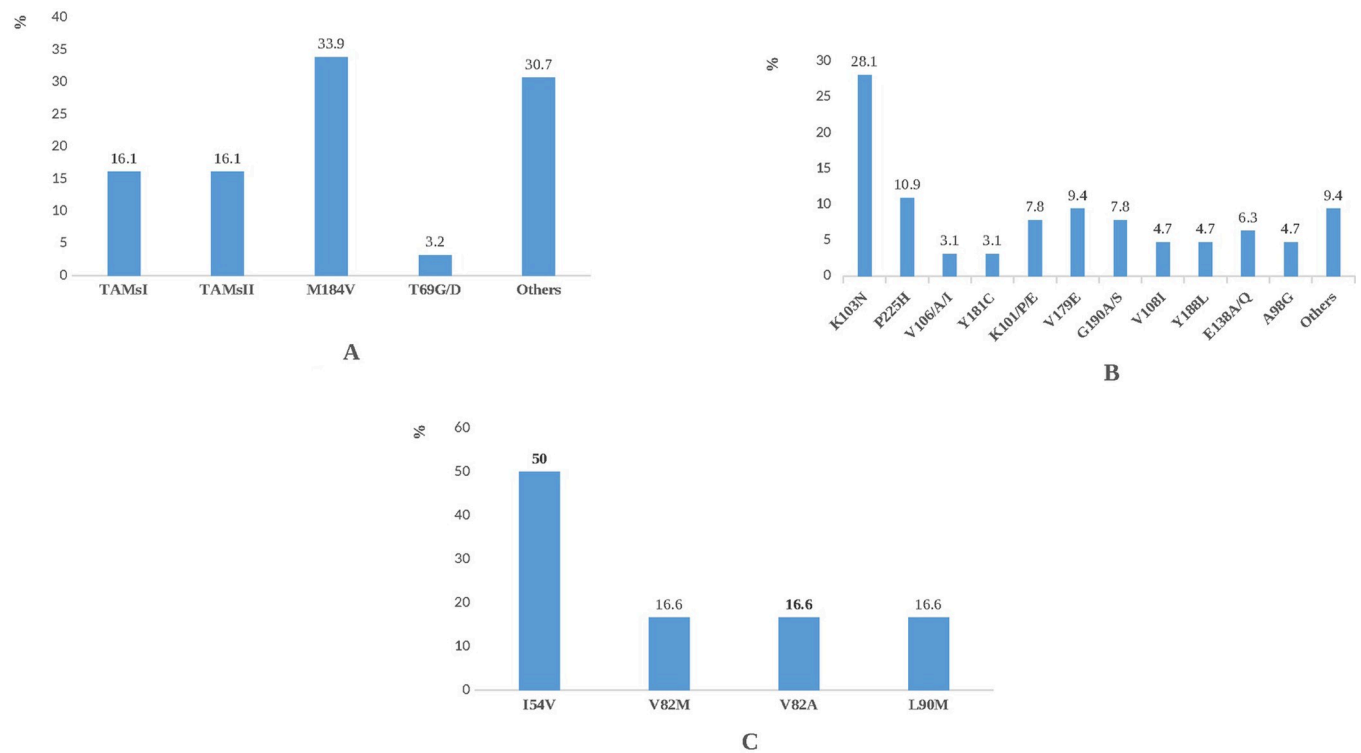 %
40
35
30
25
20
15
10
5
0
16.1 16.1 33.9 3.2 30.7
TAMsI TAMsII M184V T69G/D Others
A
%
30
25
20
15
10
5
0
28.1 10.9 3.1 3.1 7.8 9.4 7.8 4.7 4.7 6.3 4.7 9.4
K103N P225H V106/A/I Y181C K101/P/E V179E G190A/S V108I Y188L E138A/Q A98G Others
B
%
60
50
40
30
20
10
0
50 16.6 16.6 16.6
I54V V82M V82A L90M
C